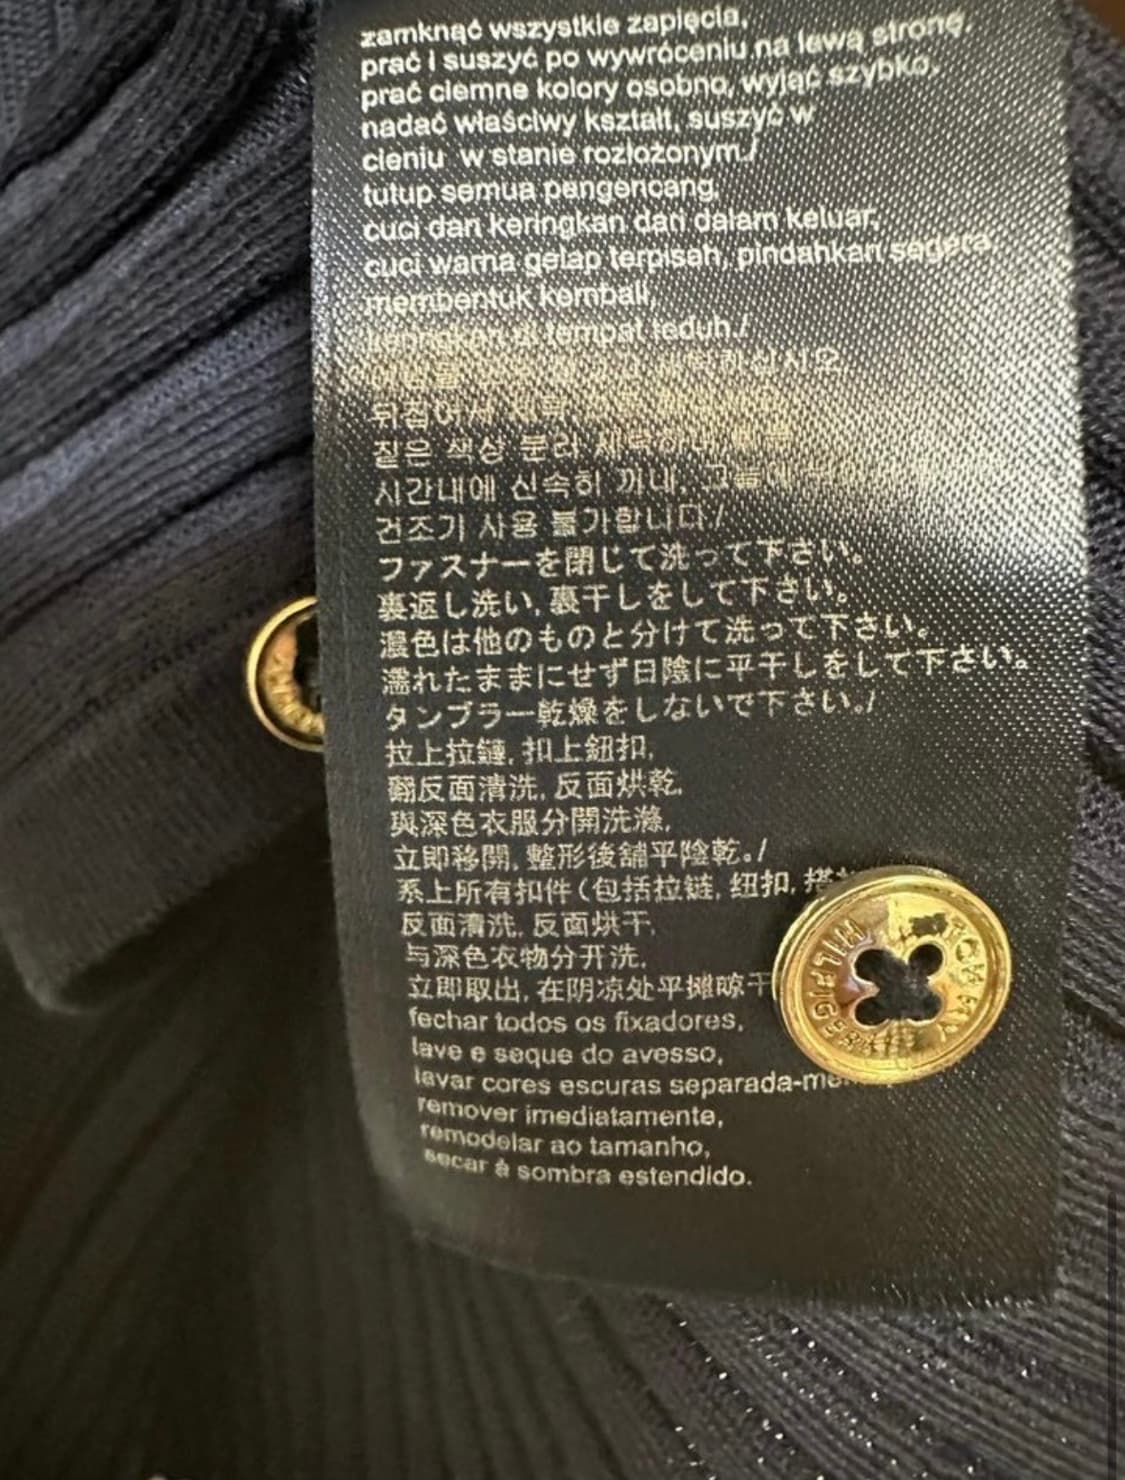 zamknąć wszystkie zapięcia,
prać i suszyć po wywróceniu na lewą stronę,
prać ciemne kolory osobno, wyjąć szybko,
nadać właściwy kształt, suszyć w
cieniu w stanie rozłożonym./
tutup semua pengencang,
cuci dan keringkan dari dalam keluar,
cuci warna gelap terpisah, pindahkan segera
membentuk kembali,
tempat teduh./
뒤집어서
짙은 색상 분리
시간내에 신속히 꺼내, 그늘에
건조기 사용 불가합니다/
ファスナーを閉じて洗って下さい。
裏返し洗い, 裏干しをして下さい。
濃色は他のものと分けて洗って下さい。
濡れたままにせず日陰に平干しをして下さい。
タンブラー乾燥をしないで下さい。/
拉上拉鏈, 扣上鈕扣,
翻反面清洗, 反面烘乾,
與深色衣服分開洗滌,
立即移開, 整形後舖平陰乾。/
系上所有扣件(包括拉链, 纽扣,
反面清洗, 反面烘干,
与深色衣物分开洗,
立即取出, 在阴凉处平摊晾干
fechar todos os fixadores,
lave e seque do avesso,
lavar cores escuras separada-me
remover imediatamente,
remodelar ao tamanho,
secar à sombra estendido.
TOMMY HILFIGER